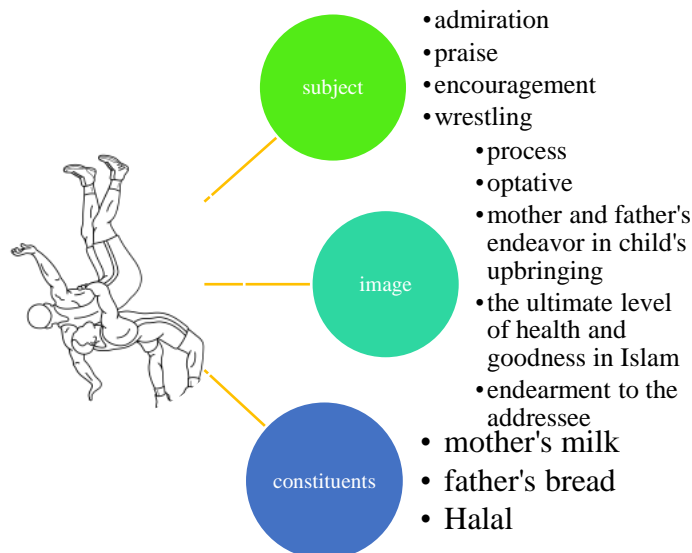 subject
• admiration
• praise
• encouragement
• wrestling
image
• process
• optative
• mother and father's
endeavor in child's
upbringing
• the ultimate level
of health and
goodness in Islam
• endearment to the
addressee
constituents
• mother's milk
• father's bread
• Halal